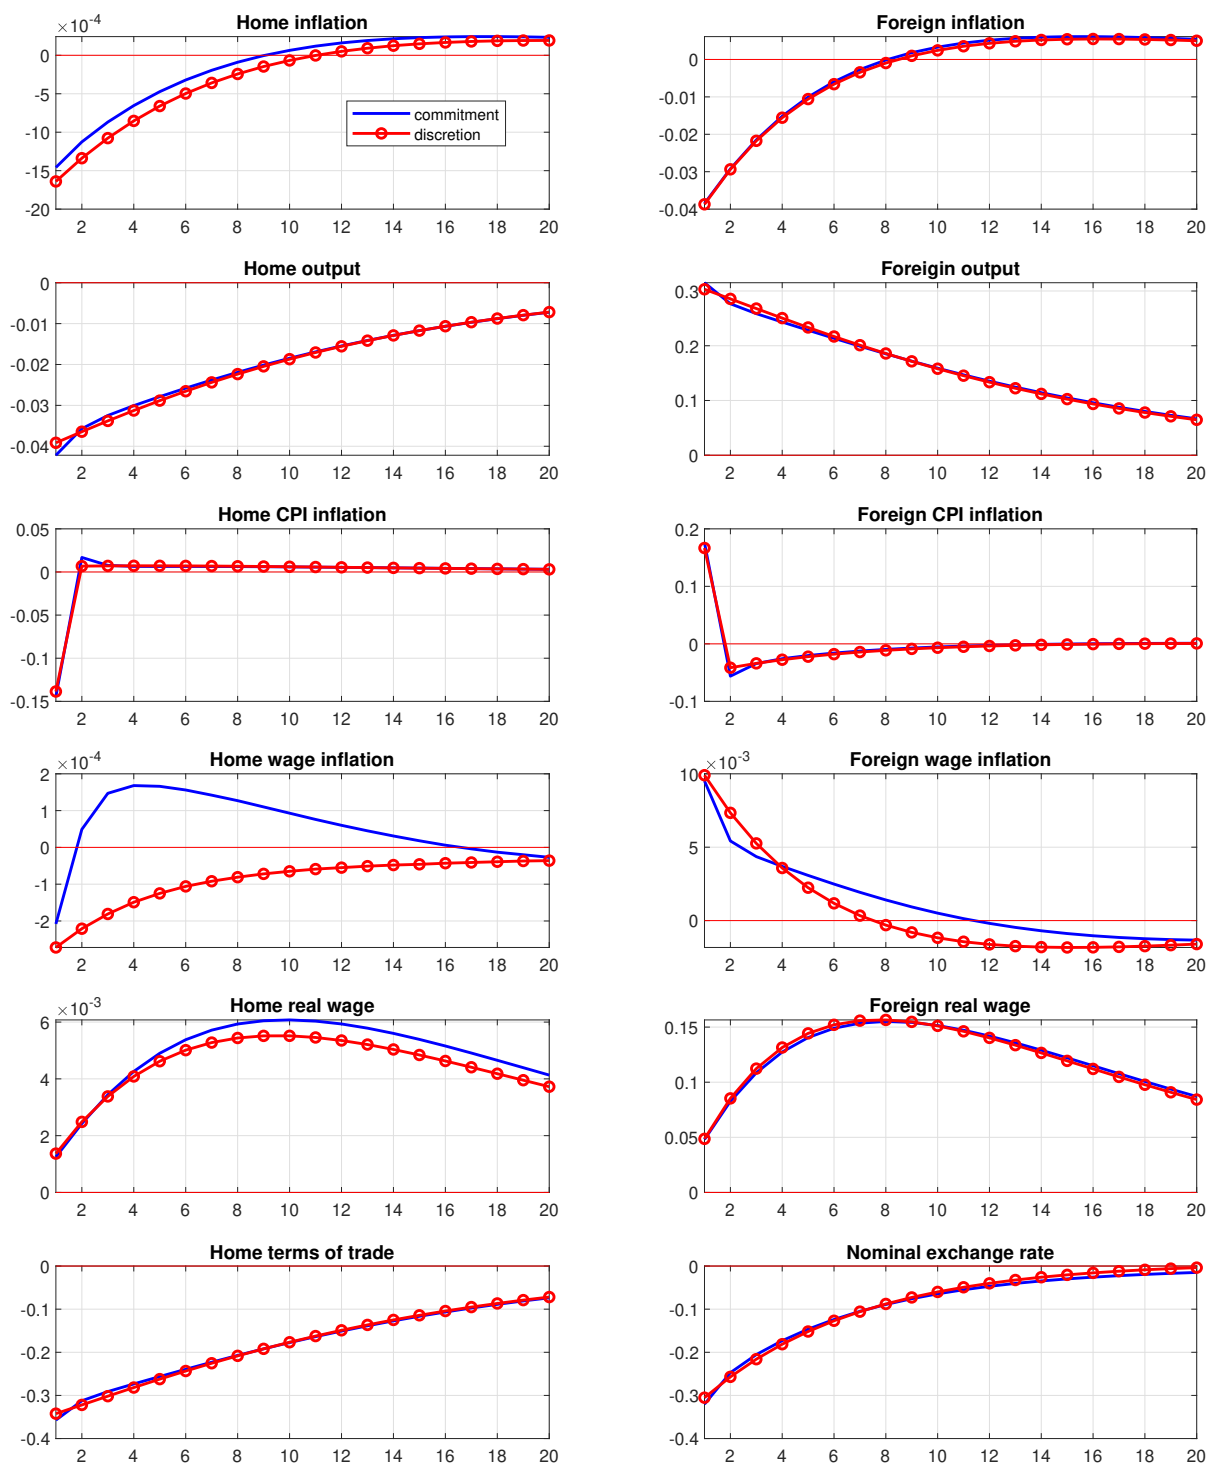 Home inflation
×10-4
0
-5
-10
-15
-20
commitment
discretion
2 4 6 8 10 12 14 16 18 20
Foreign inflation
0
-0.01
-0.02
-0.03
-0.04
2 4 6 8 10 12 14 16 18 20
Home output
0
-0.01
-0.02
-0.03
-0.04
2 4 6 8 10 12 14 16 18 20
Foreigin output
0.3
0.2
0.1
0
2 4 6 8 10 12 14 16 18 20
Home CPI inflation
0.05
0
-0.05
-0.1
-0.15
2 4 6 8 10 12 14 16 18 20
Foreign CPI inflation
0.2
0.1
0
-0.1
2 4 6 8 10 12 14 16 18 20
Home wage inflation
×10-4
2
1
0
-1
-2
2 4 6 8 10 12 14 16 18 20
Foreign wage inflation
×10-3
10
5
0
2 4 6 8 10 12 14 16 18 20
Home real wage
×10-3
6
4
2
0
2 4 6 8 10 12 14 16 18 20
Foreign real wage
0.15
0.1
0.05
0
2 4 6 8 10 12 14 16 18 20
Home terms of trade
0
-0.1
-0.2
-0.3
-0.4
2 4 6 8 10 12 14 16 18 20
Nominal exchange rate
0
-0.1
-0.2
-0.3
-0.4
2 4 6 8 10 12 14 16 18 20